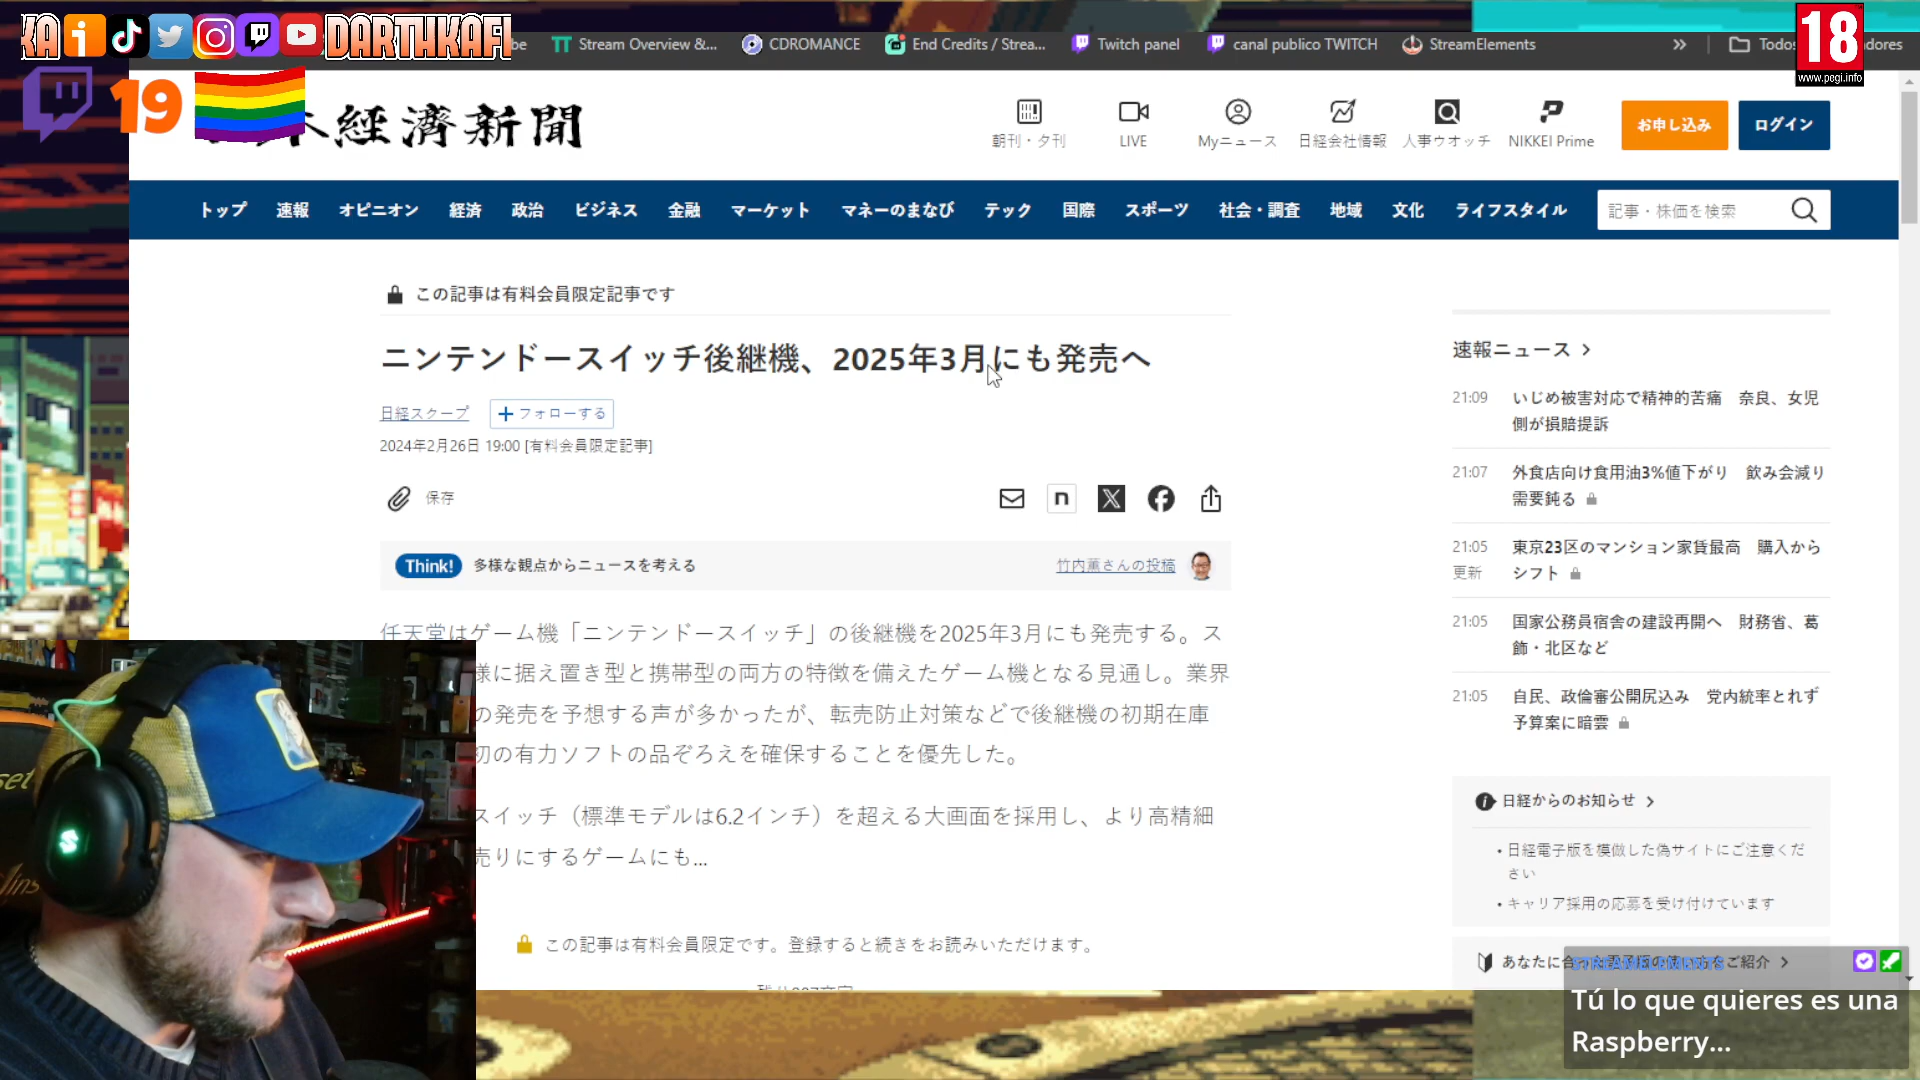 KA DARTHKAFI be Stream Overview &... CDROMANCE End Credits / Strea... Twitch panel canal publico TWITCH StreamElements » Todos adores
18
www.pegi.info
19
経済新聞
朝刊・夕刊 LIVE Myニュース 日経会社情報 人事ウオッチ NIKKEI Prime お申し込み ログイン
トップ 速報 オピニオン 経済 政治 ビジネス 金融 マーケット マネーのまなび テック 国際 スポーツ 社会・調査 地域 文化 ライフスタイル 記事・株価を検索
この記事は有料会員限定記事です
ニンテンドースイッチ後継機、2025年3月にも発売へ
日経スクープ + フォローする
2024年2月26日 19:00 [有料会員限定記事]
保存
Think! 多様な観点からニュースを考える 竹内薫さんの投稿
任天堂はゲーム機「ニンテンドースイッチ」の後継機を2025年3月にも発売する。ス
様に据え置き型と携帯型の両方の特徴を備えたゲーム機となる見通し。業界
の発売を予想する声が多かったが、転売防止対策などで後継機の初期在庫
初の有力ソフトの品ぞろえを確保することを優先した。
スイッチ（標準モデルは6.2インチ）を超える大画面を採用し、より高精細
売りにするゲームにも...
この記事は有料会員限定です。登録すると続きをお読みいただけます。
速報ニュース
21:09 いじめ被害対応で精神的苦痛　奈良、女児
側が損賠提訴
21:07 外食店向け食用油3%値下がり　飲み会減り
需要鈍る
21:05 東京23区のマンション家賃最高　購入から
更新 シフト
21:05 国家公務員宿舎の建設再開へ　財務省、葛
飾・北区など
21:05 自民、政倫審公開尻込み　党内統率とれず
予算案に暗雲
日経からのお知らせ
・日経電子版を模倣した偽サイトにご注意くだ
さい
・キャリア採用の応募を受け付けています
あなたに合 ご紹介
STREAMELEMENTS
Tú lo que quieres es una
Raspberry...